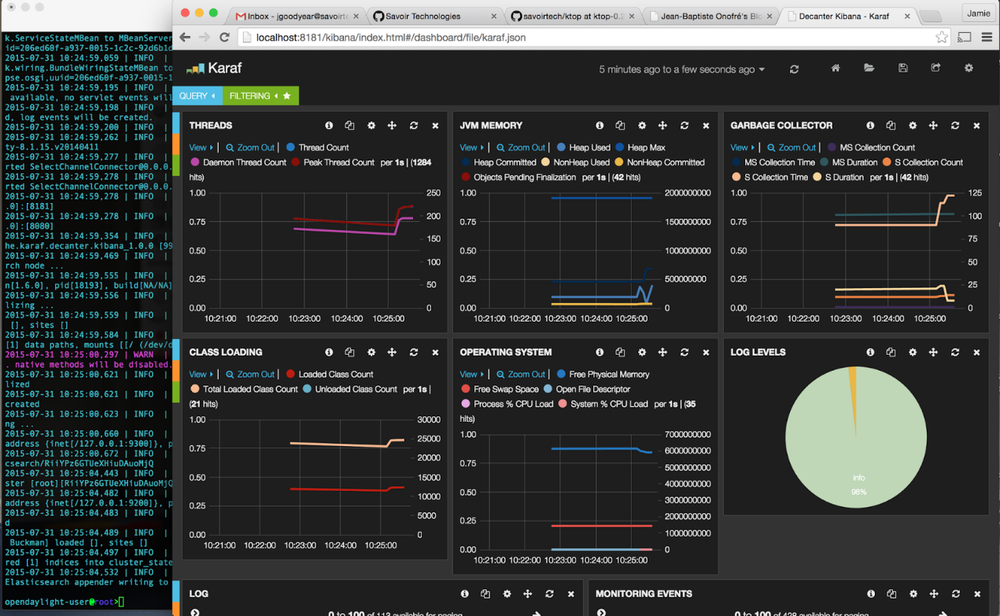 k.ServiceStateMBean to MBeanServer
id=206ed60f-a937-0015-1c2c-92d6b1d
2015-07-31 10:24:59,059 | INFO |
k.wiring.BundleWiringStateMBean to
pse.osgi,uuid=206ed60f-a937-0015-1
2015-07-31 10:24:59,195 | INFO |
available, no servlet events will
2015-07-31 10:24:59,198 | INFO |
d, log events will be created.
2015-07-31 10:24:59,200 | INFO |
2015-07-31 10:24:59,262 | INFO |
ty-8.1.15.v20140411
2015-07-31 10:24:59,277 | INFO |
rted SelectChannelConnector@0.0.0.
2015-07-31 10:24:59,278 | INFO |
rted SelectChannelConnector@0.0.0.
2015-07-31 10:24:59,278 | INFO |
.0]:[8181]
2015-07-31 10:24:59,278 | INFO |
.0]:[8080]
2015-07-31 10:24:59,354 | INFO |
he.karaf.decanter.kibana_1.0.0 [99
2015-07-31 10:24:59,469 | INFO |
rch node ...
2015-07-31 10:24:59,555 | INFO |
n[1.6.0], pid[18193], build[NA/NA]
2015-07-31 10:24:59,556 | INFO |
lizing ...
2015-07-31 10:24:59,559 | INFO |
[], sites []
2015-07-31 10:24:59,584 | INFO |
[1] data paths, mounts [[/ (/dev/d
2015-07-31 10:25:00,297 | WARN |
. native methods will be disabled.
2015-07-31 10:25:00,621 | INFO |
lized
2015-07-31 10:25:00,621 | INFO |
created
2015-07-31 10:25:00,623 | INFO |
ng ...
2015-07-31 10:25:00,660 | INFO |
address {inet[/127.0.0.1:9300]}, p
2015-07-31 10:25:00,672 | INFO |
csearch/RiiYPz6GTUeXHiuDAuoMjQ
2015-07-31 10:25:04,443 | INFO |
ster [root][RiiYPz6GTUeXHiuDAuoMjQ
2015-07-31 10:25:04,482 | INFO |
address {inet[/127.0.0.1:9200]}, p
2015-07-31 10:25:04,483 | INFO |
d
2015-07-31 10:25:04,489 | INFO |
Buckman] loaded [], sites []
2015-07-31 10:25:04,497 | INFO |
red [1] indices into cluster_state
2015-07-31 10:25:04,532 | INFO |
Elasticsearch appender writing to
opendaylight-user@root>
Inbox - jgoodyear@savoirte
Savoir Technologies
savoirtech/ktop at ktop-0.2
Jean-Baptiste Onofré's Blo
Decanter Kibana - Karaf
Jamie
localhost:8181/kibana/index.html#/dashboard/file/karaf.json
Karaf
5 minutes ago to a few seconds ago
QUERY
FILTERING
THREADS
View | Zoom Out | Thread Count
Daemon Thread Count Peak Thread Count per 1s | (1284
hits)
1.00 250
0.75 200
150
0.50 100
0.25 50
0.00 0
10:21:00 10:22:00 10:23:00 10:24:00 10:25:00
JVM MEMORY
View | Zoom Out | Heap Used Heap Max
Heap Committed NonHeap Used NonHeap Committed
Objects Pending Finalization per 1s | (42 hits)
1.00 2000000000
0.75 1500000000
0.50 1000000000
0.25 500000000
0.00 0
10:21:00 10:22:00 10:23:00 10:24:00 10:25:00
GARBAGE COLLECTOR
View | Zoom Out | MS Collection Count
MS Collection Time MS Duration S Collection Count
S Collection Time S Duration per 1s | (42 hits)
1.00 125
0.75 100
75
0.50 50
0.25 25
0.00 0
10:21:00 10:22:00 10:23:00 10:24:00 10:25:00
CLASS LOADING
View | Zoom Out | Loaded Class Count
Total Loaded Class Count Unloaded Class Count per 1s |
(21 hits)
1.00 30000
25000
0.75 20000
0.50 15000
10000
0.25 5000
0.00 0
10:21:00 10:22:00 10:23:00 10:24:00 10:25:00
OPERATING SYSTEM
View | Zoom Out | Free Physical Memory
Free Swap Space Open File Descriptor
Process % CPU Load System % CPU Load per 1s | (35
hits)
1.00 7000000000
6000000000
0.75 5000000000
4000000000
0.50 3000000000
0.25 2000000000
1000000000
0.00 0
10:21:00 10:22:00 10:23:00 10:24:00 10:25:00
LOG LEVELS
info
98%
LOG
0 to 100 of 113 available for paging
MONITORING EVENTS
0 to 100 of 428 available for paging